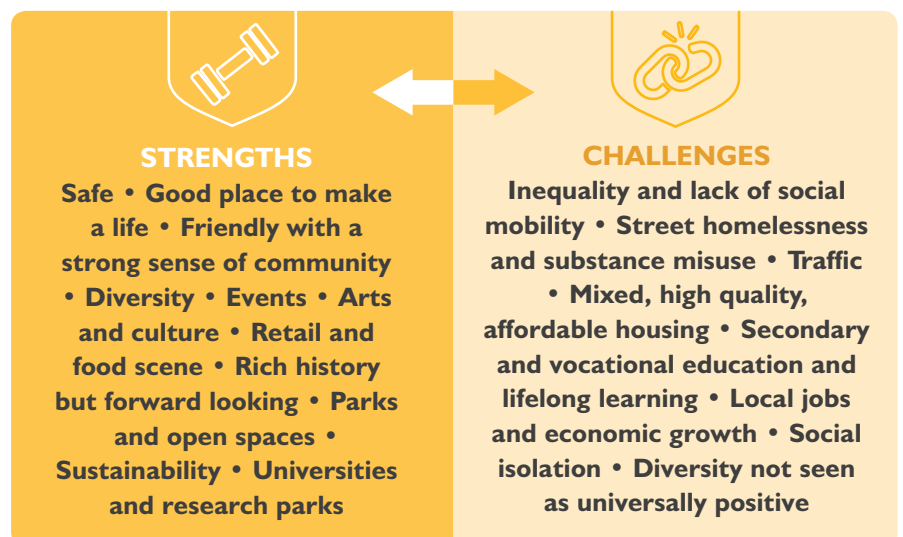 STRENGTHS
Safe • Good place to make
a life • Friendly with a
strong sense of community
• Diversity • Events • Arts
and culture • Retail and
food scene • Rich history
but forward looking • Parks
and open spaces •
Sustainability • Universities
and research parks
CHALLENGES
Inequality and lack of social
mobility • Street homelessness
and substance misuse • Traffic
• Mixed, high quality,
affordable housing • Secondary
and vocational education and
lifelong learning • Local jobs
and economic growth • Social
isolation • Diversity not seen
as universally positive